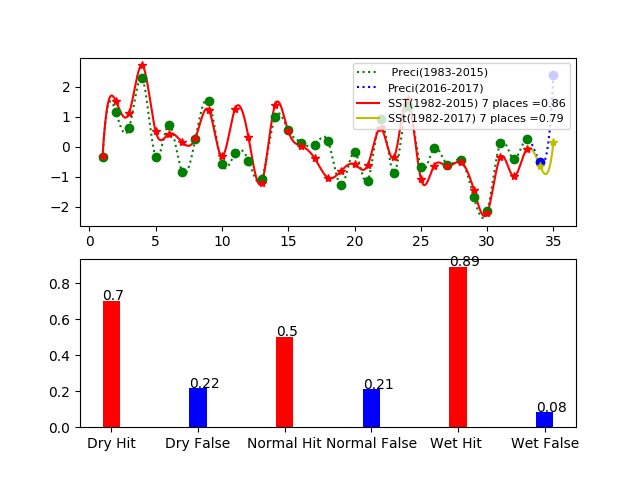 2
1
0
−1
−2
Preci(1983-2015)
Preci(2016-2017)
SST(1982-2015) 7 places =0.86
SSt(1982-2017) 7 place =0.79
0 5 10 15 20 25 30 35
0.8
0.6
0.4
0.2
0.0
0.7 0.22 0.5 0.21 0.89 0.08
Dry Hit Dry False Normal Hit Normal False Wet Hit Wet False